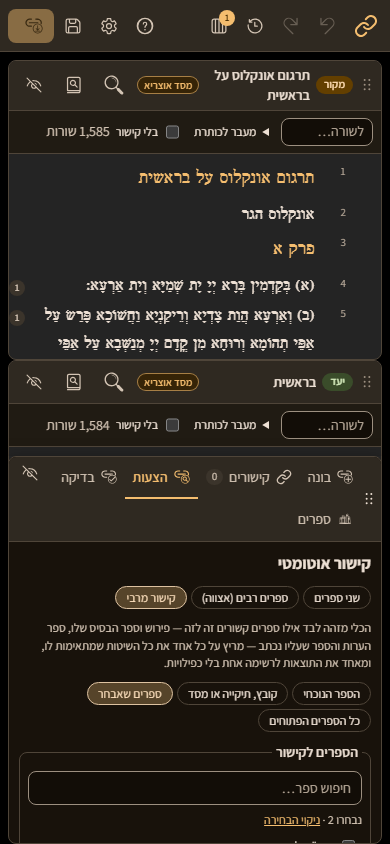 1
מקור
תרגום אונקלוס על בראשית
מסד אוצריא
לשורה...
מעבר לכותרת
בלי קישור
1,585 שורות
1
תרגום אונקלוס על בראשית
2
אונקלוס הגר
3
פרק א
4
(א) בְּקַדְמִין בְּרָא יְיָ יָת שְׁמַיָּא וְיָת אַרְעָא:
1
5
(ב) וְאַרְעָא הֲוַת צָדְיָא וְרֵיקַנְיָא וַחֲשׁוֹכָא פָּרֵשׂ עַל
1
אַפֵּי תְהוֹמָא וְרוּחָא מִן קֳדָם יְיָ מְנַשְּׁבָא עַל אַפֵּי
יעד
בראשית
מסד אוצריא
לשורה...
מעבר לכותרת
בלי קישור
1,584 שורות
בונה
קישורים 0
הצעות
בדיקה
ספרים
קישור אוטומטי
שני ספרים
ספרים רבים (אצווה)
קישור מרבי
הכלי מזהה לבד אילו ספרים קשורים זה לזה — פירוש וספר הבסיס שלו, ספר
הערות והספר שעליו נכתב — מריץ על כל אחד את כל השיטות שמתאימות לו,
ומאחד את התוצאות לרשימה אחת בלי כפילויות.
הספר הנוכחי
קובץ, תיקייה או מסד
ספרים שאבחר
כל הספרים הפתוחים
הספרים לקישור
חיפוש ספר...
נבחרו 2 · ניקוי הבחירה